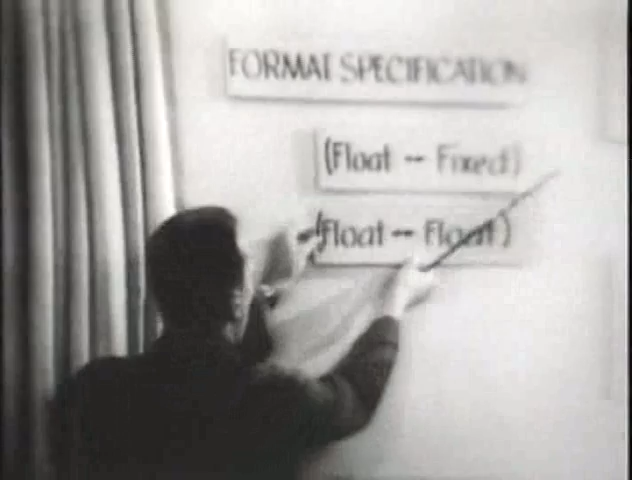 FORMAT SPECIFICATION
(Float -- Fixed)
(Float -- Float)